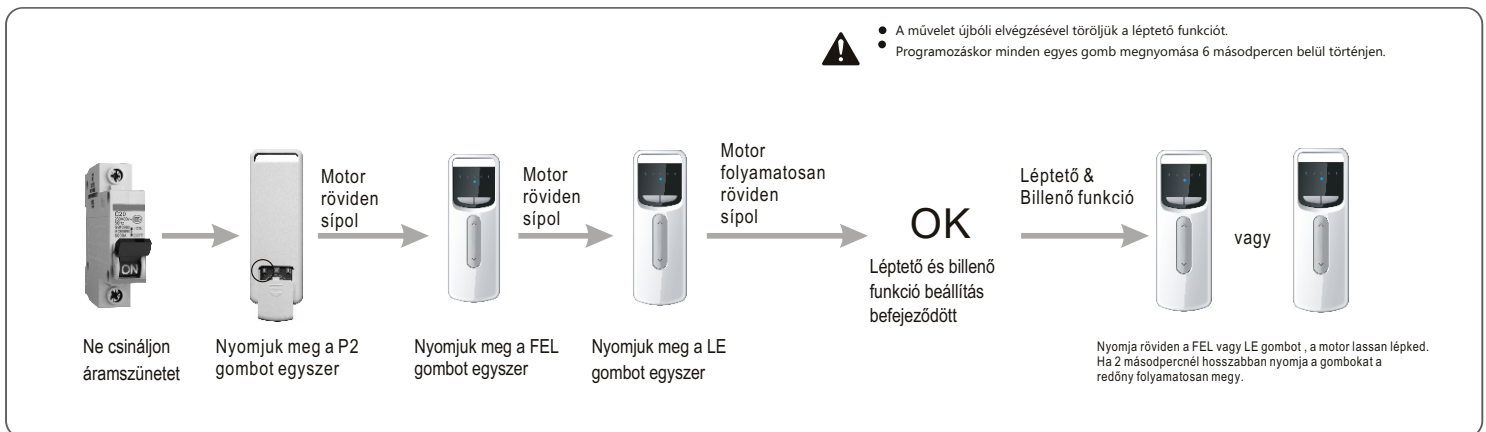 A művelet újbóli elvégzésével töröljük a léptető funkciót.
Programozáskor minden egyes gomb megnyomása 6 másodpercen belül történjen.
C20
ON
Ne csináljon
áramszünetet
Nyomjuk meg a P2
gombot egyszer
Motor
röviden
sípol
Nyomjuk meg a FEL
gombot egyszer
Motor
röviden
sípol
Nyomjuk meg a LE
gombot egyszer
Motor
folyamatosan
röviden
sípol
OK
Léptető és billenő
funkció beállítás
befejeződött
Léptető &
Billenő funkció
vagy
Nyomja röviden a FEL vagy LE gombot , a motor lassan lépked.
Ha 2 másodpercnél hosszabban nyomja a gombokat a
redőny folyamatosan megy.